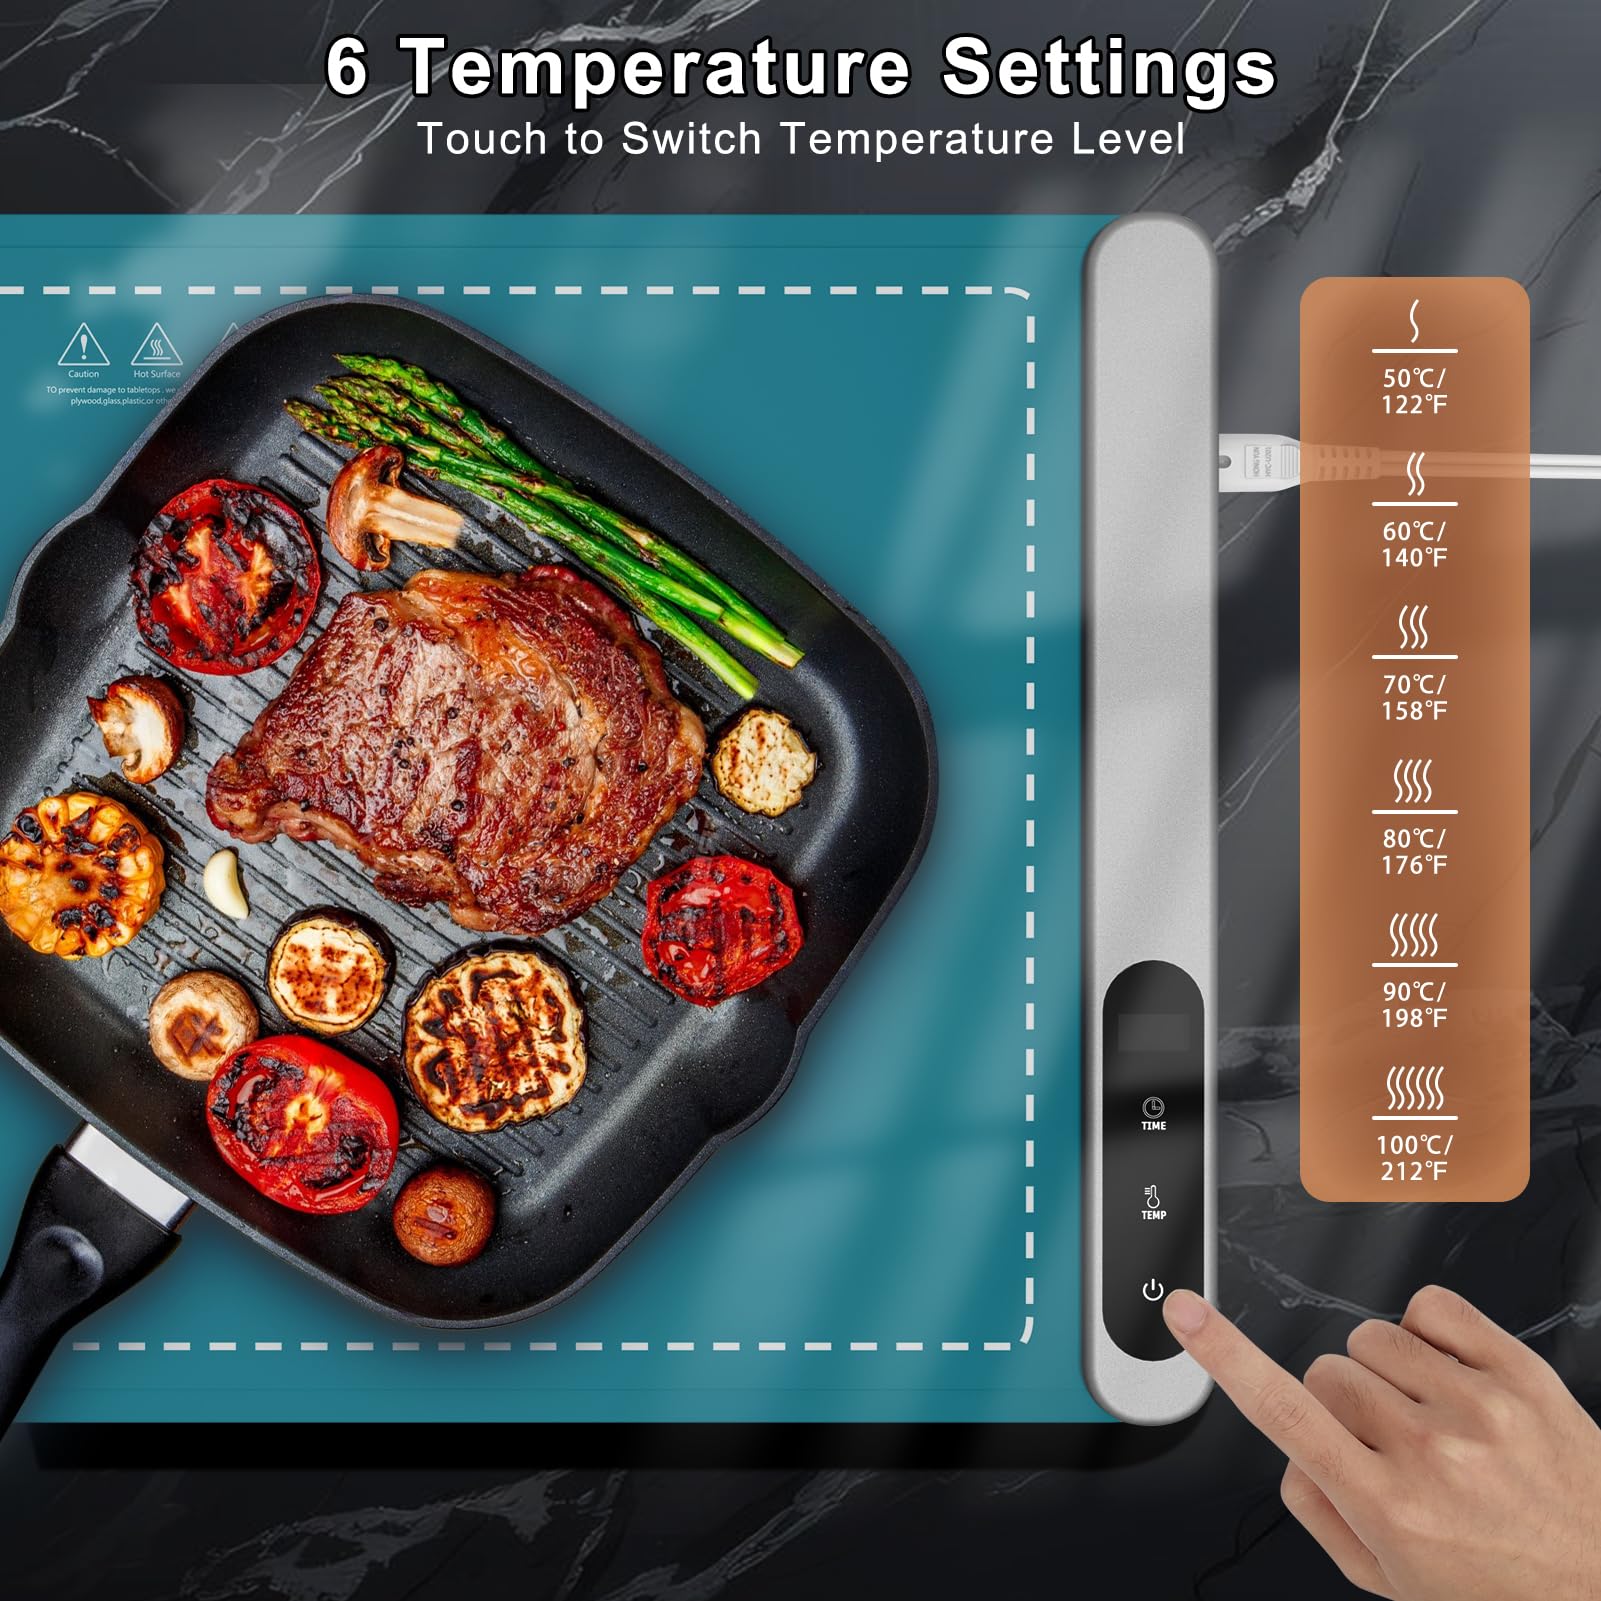 6 Temperature Settings
Touch to Switch Temperature Level
Caution
Hot Surface
TO prevent damage to tabletops
plywood,glass,plastic,or
50℃/
122℉
60℃/
140℉
70℃/
158℉
80℃/
176℉
90℃/
198℉
100℃/
212℉
TIME
TEMP